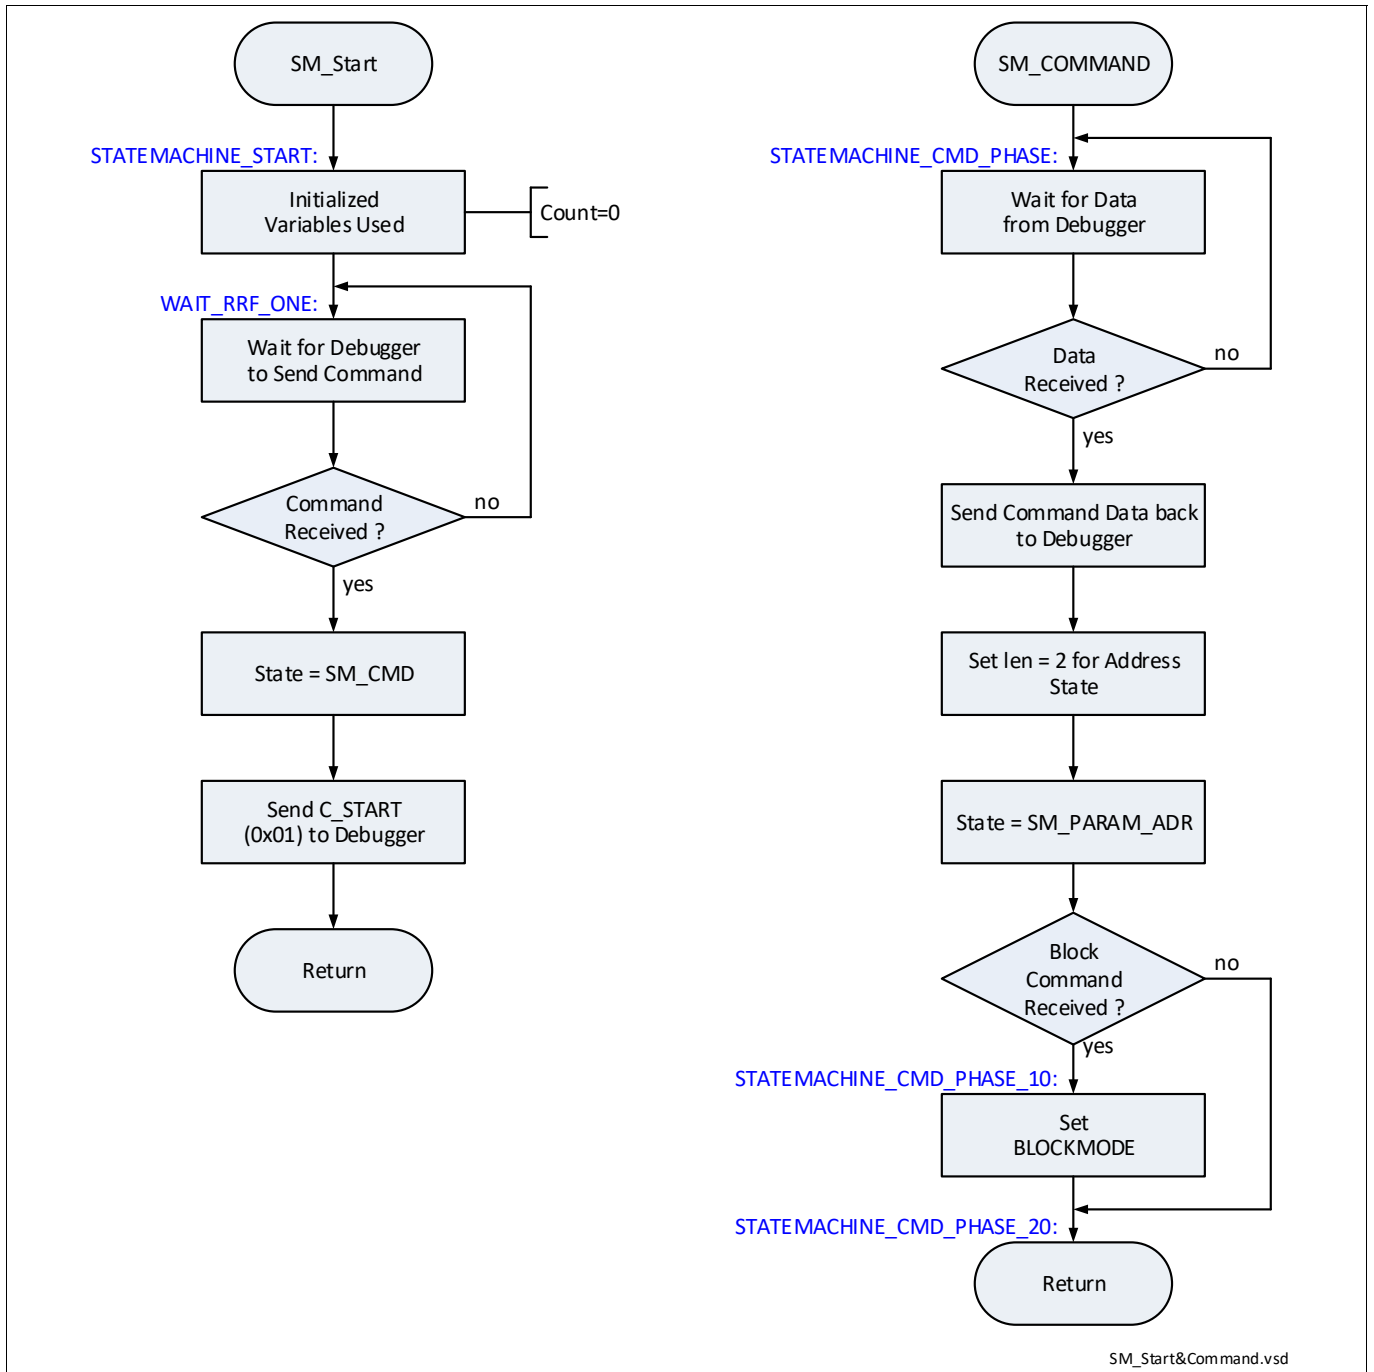 SM_Start
STATEMACHINE_START:
Initialized
Variables Used
Count=0
WAIT_RRF_ONE:
Wait for Debugger
to Send Command
Command
Received ?
no
yes
State = SM_CMD
Send C_START
(0x01) to Debugger
Return
SM_COMMAND
STATEMACHINE_CMD_PHASE:
Wait for Data
from Debugger
Data
Received ?
no
yes
Send Command Data back
to Debugger
Set len = 2 for Address
State
State = SM_PARAM_ADR
Block
Command
Received ?
no
yes
STATEMACHINE_CMD_PHASE_10:
Set
BLOCKMODE
STATEMACHINE_CMD_PHASE_20:
Return
SM_Start&Command.vsd